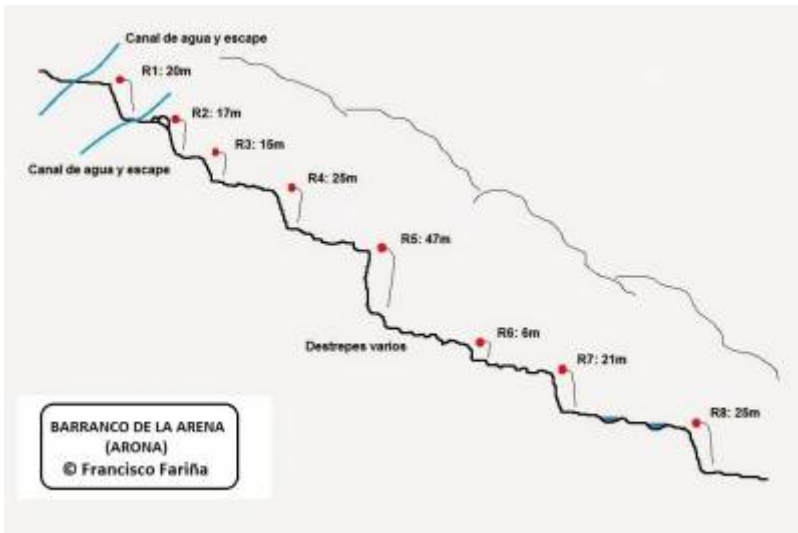 Canal de agua y escape
R1: 20m
R2: 17m
R3: 15m
Canal de agua y escape
R4: 25m
R5: 47m
R6: 6m
Destrepes varios
R7: 21m
R8: 25m
BARRANCO DE LA ARENA
(ARONA)
© Francisco Fariña